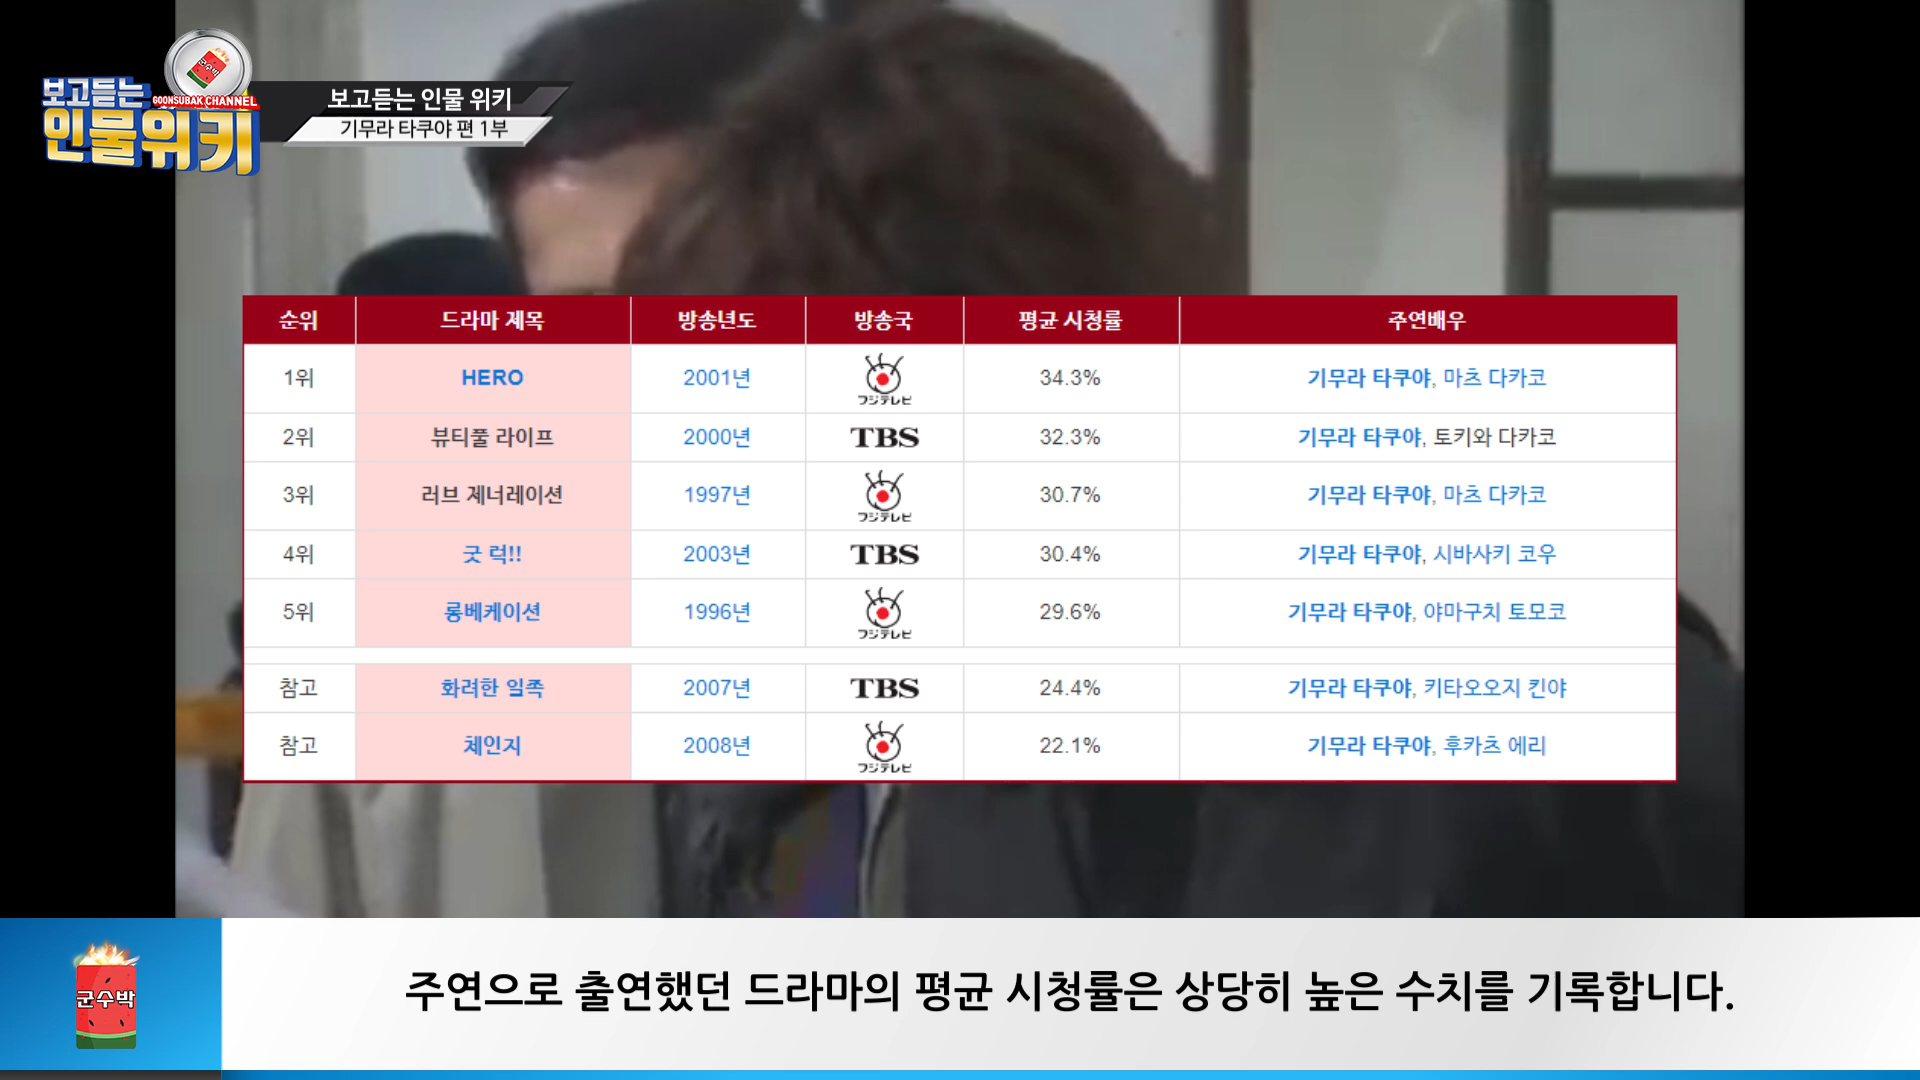 군수박
GOONSUBAK CHANNEL
보고듣는
인물위키
보고듣는 인물 위키
기무라 타쿠야 편 1부
순위 드라마 제목 방송년도 방송국 평균 시청률 주연배우
1위 HERO 2001년 フジテレビ 34.3% 기무라 타쿠야, 마츠 다카코
2위 뷰티풀 라이프 2000년 TBS 32.3% 기무라 타쿠야, 토키와 다카코
3위 러브 제너레이션 1997년 フジテレビ 30.7% 기무라 타쿠야, 마츠 다카코
4위 굿 럭!! 2003년 TBS 30.4% 기무라 타쿠야, 시바사키 코우
5위 롱베케이션 1996년 フジテレビ 29.6% 기무라 타쿠야, 야마구치 토모코
참고 화려한 일족 2007년 TBS 24.4% 기무라 타쿠야, 키타오오지 킨야
참고 체인지 2008년 フジテレビ 22.1% 기무라 타쿠야, 후카츠 에리
군수박
주연으로 출연했던 드라마의 평균 시청률은 상당히 높은 수치를 기록합니다.